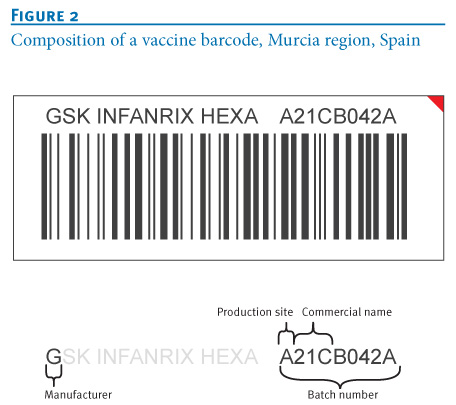 FIGURE 2
Composition of a vaccine barcode, Murcia region, Spain
GSK INFANRIX HEXA A21CB042A
Production site Commercial name
GSK INFANRIX HEXA A21CB042A
Manufacturer Batch number